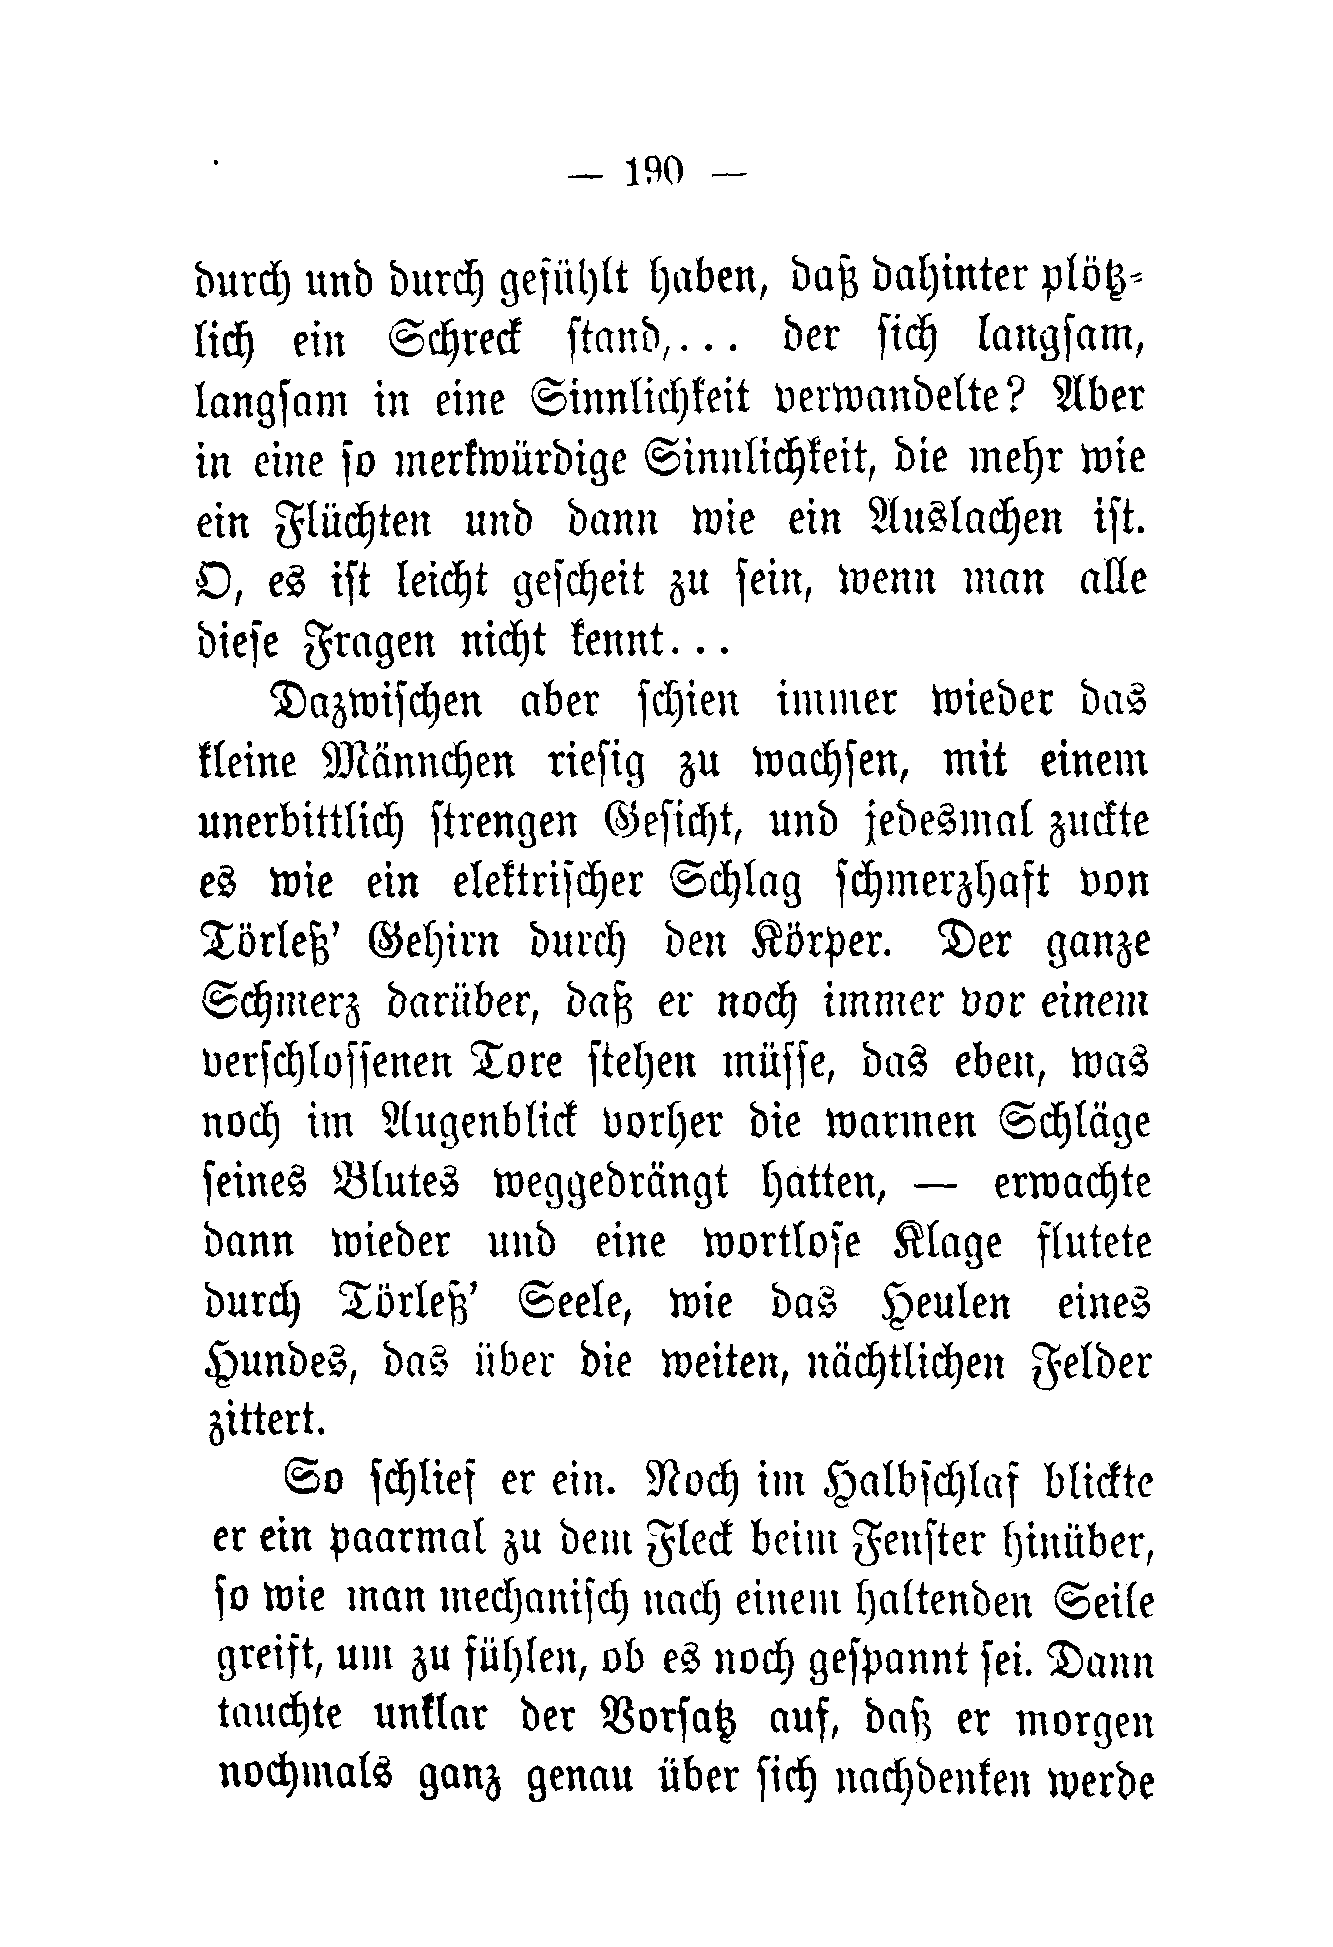 — 190 —
durch und durch gefühlt haben, daß dahinter plötz-
lich ein Schreck stand,... der sich langsam,
langsam in eine Sinnlichkeit verwandelte? Aber
in eine so merkwürdige Sinnlichkeit, die mehr wie
ein Flüchten und dann wie ein Auslachen ist.
O, es ist leicht gescheit zu sein, wenn man alle
diese Fragen nicht kennt...
Dazwischen aber schien immer wieder das
kleine Männchen riesig zu wachsen, mit einem
unerbittlich strengen Gesicht, und jedesmal zuckte
es wie ein elektrischer Schlag schmerzhaft von
Törleß' Gehirn durch den Körper. Der ganze
Schmerz darüber, daß er noch immer vor einem
verschlossenen Tore stehen müsse, das eben, was
noch im Augenblick vorher die warmen Schläge
seines Blutes weggedrängt hatten, — erwachte
dann wieder und eine wortlose Klage flutete
durch Törleß' Seele, wie das Heulen eines
Hundes, das über die weiten, nächtlichen Felder
zittert.
So schlief er ein. Noch im Halbschlaf blickte
er ein paarmal zu dem Fleck beim Fenster hinüber,
so wie man mechanisch nach einem haltenden Seile
greift, um zu fühlen, ob es noch gespannt sei. Dann
tauchte unklar der Vorsatz auf, daß er morgen
nochmals ganz genau über sich nachdenken werde